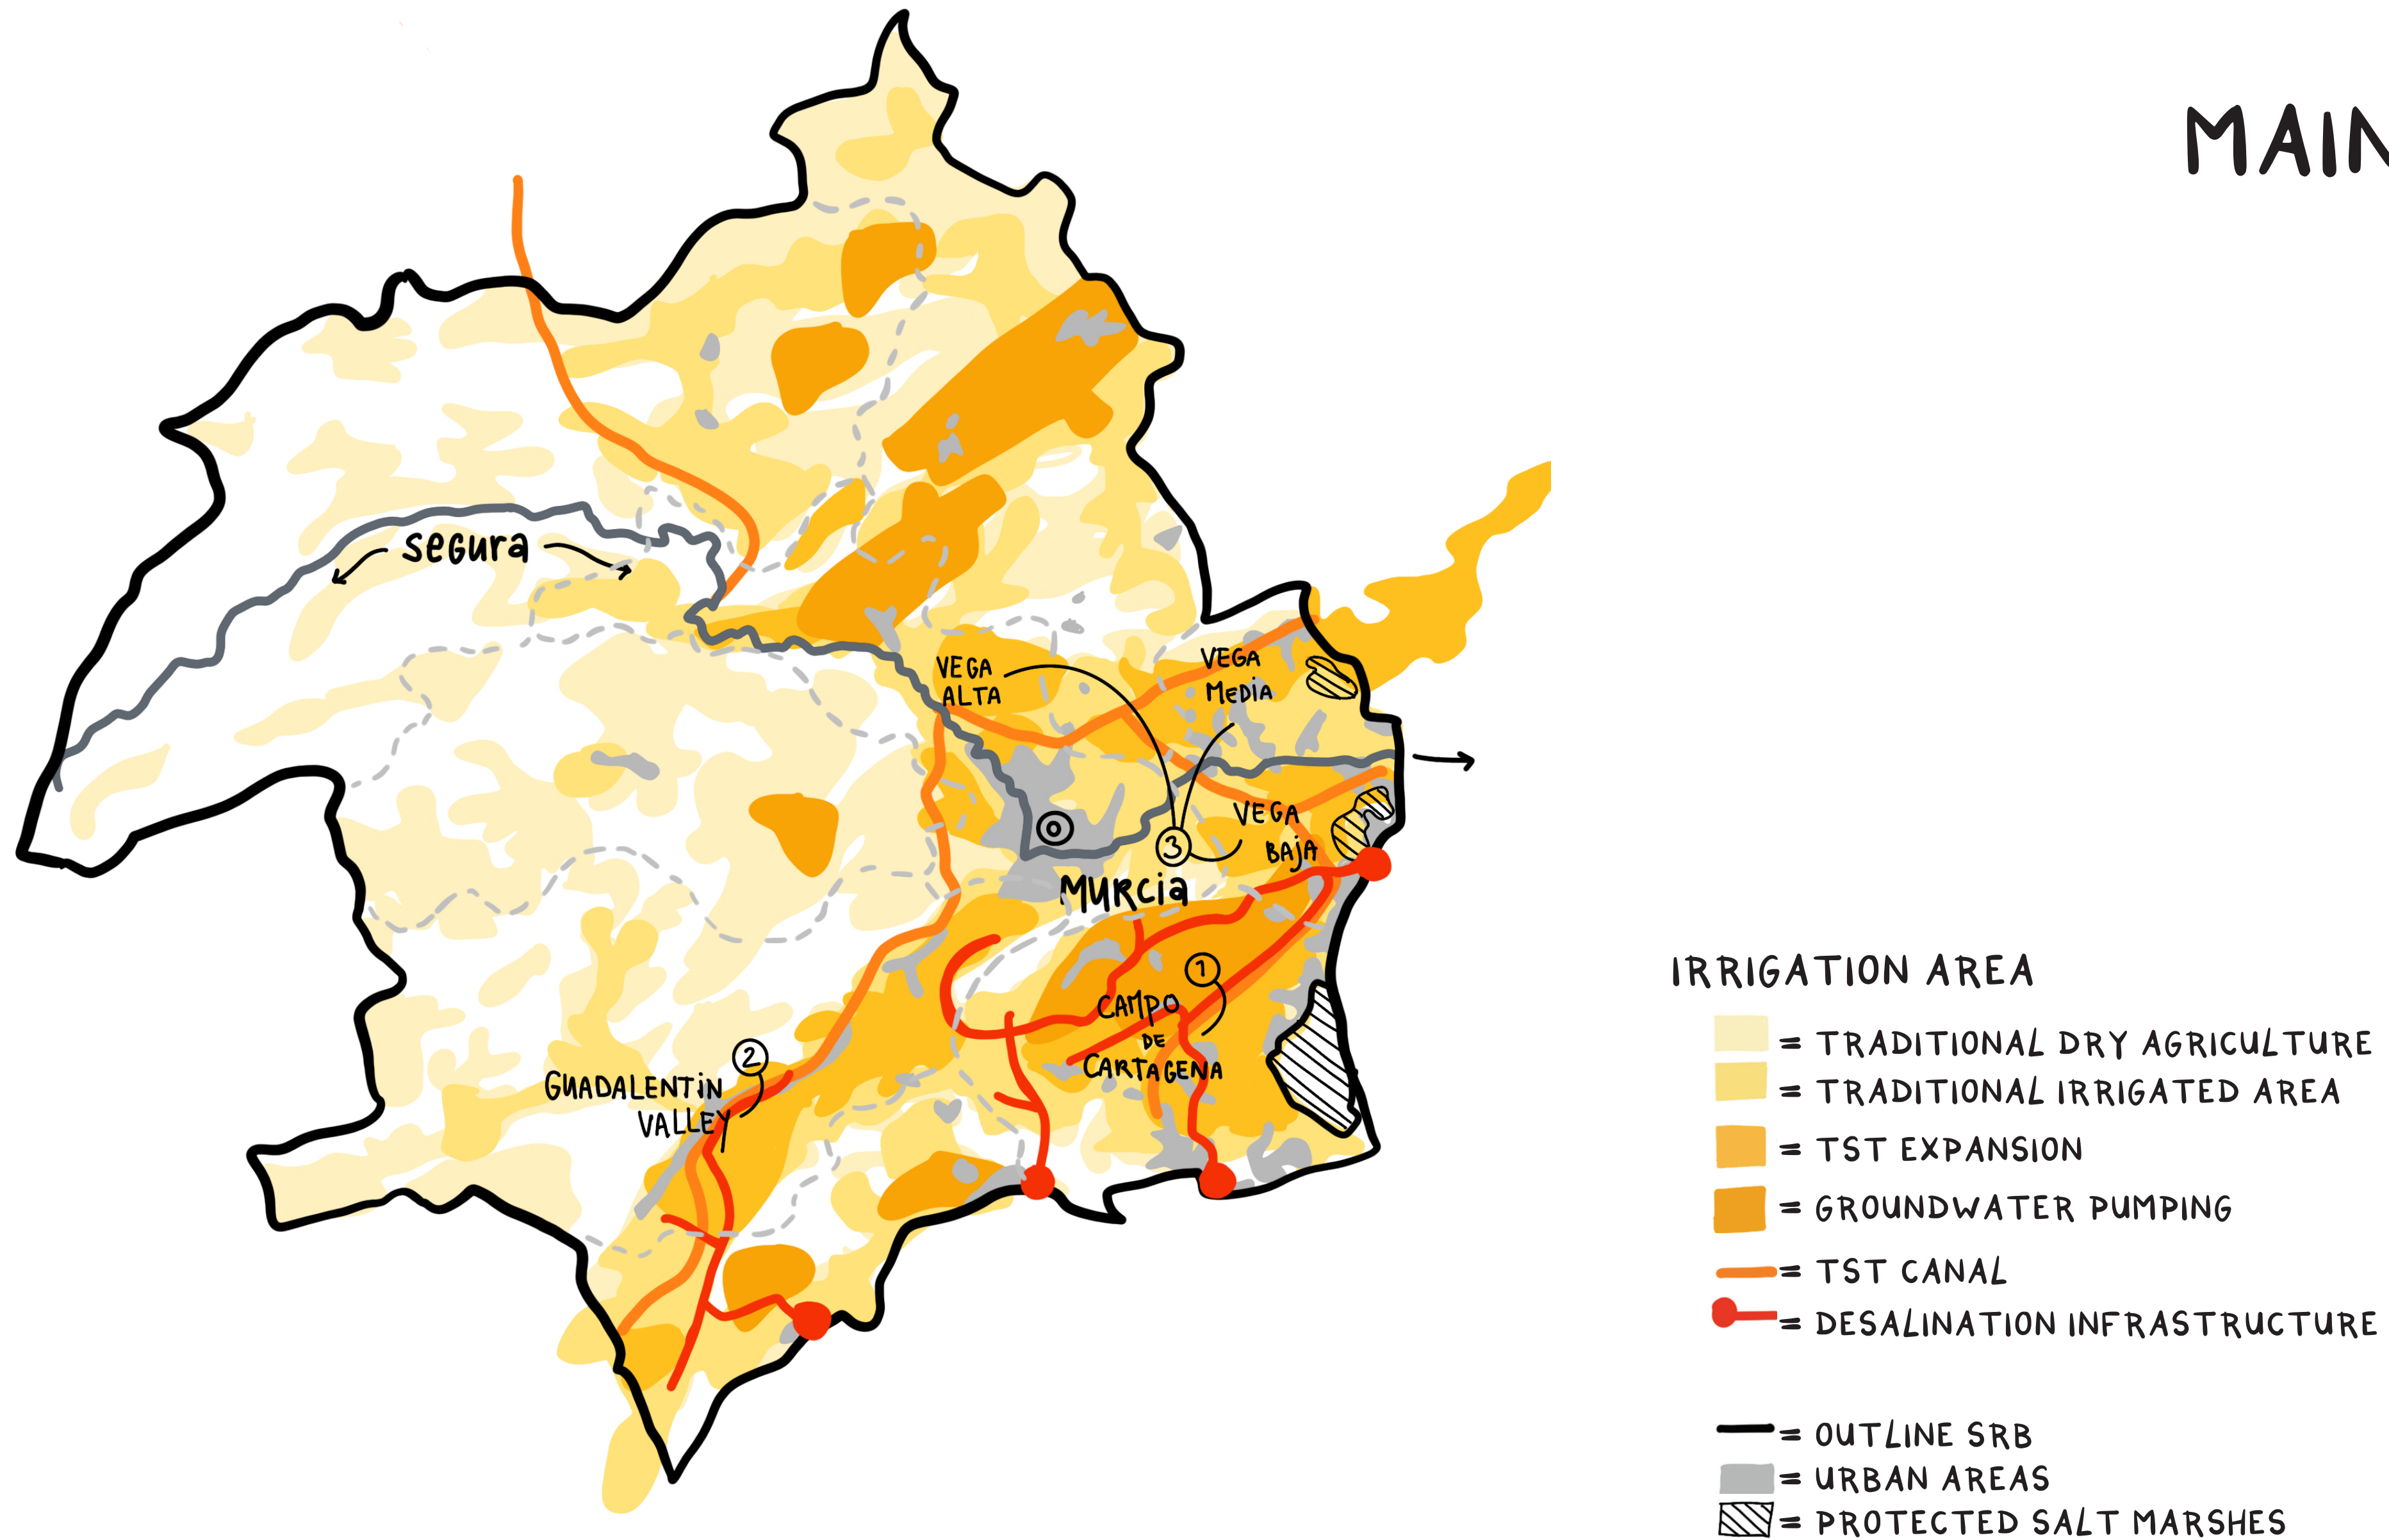 MAIN
SEGURA
VEGA
ALTA
VEGA
MEDIA
3
VEGA
BAJA
MURCIA
1
CAMPO
DE
CARTAGENA
2
GUADALENTIN
VALLEY
IRRIGATION AREA
= TRADITIONAL DRY AGRICULTURE
= TRADITIONAL IRRIGATED AREA
= TST EXPANSION
= GROUNDWATER PUMPING
= TST CANAL
= DESALINATION INFRASTRUCTURE
= OUTLINE SRB
= URBAN AREAS
= PROTECTED SALT MARSHES